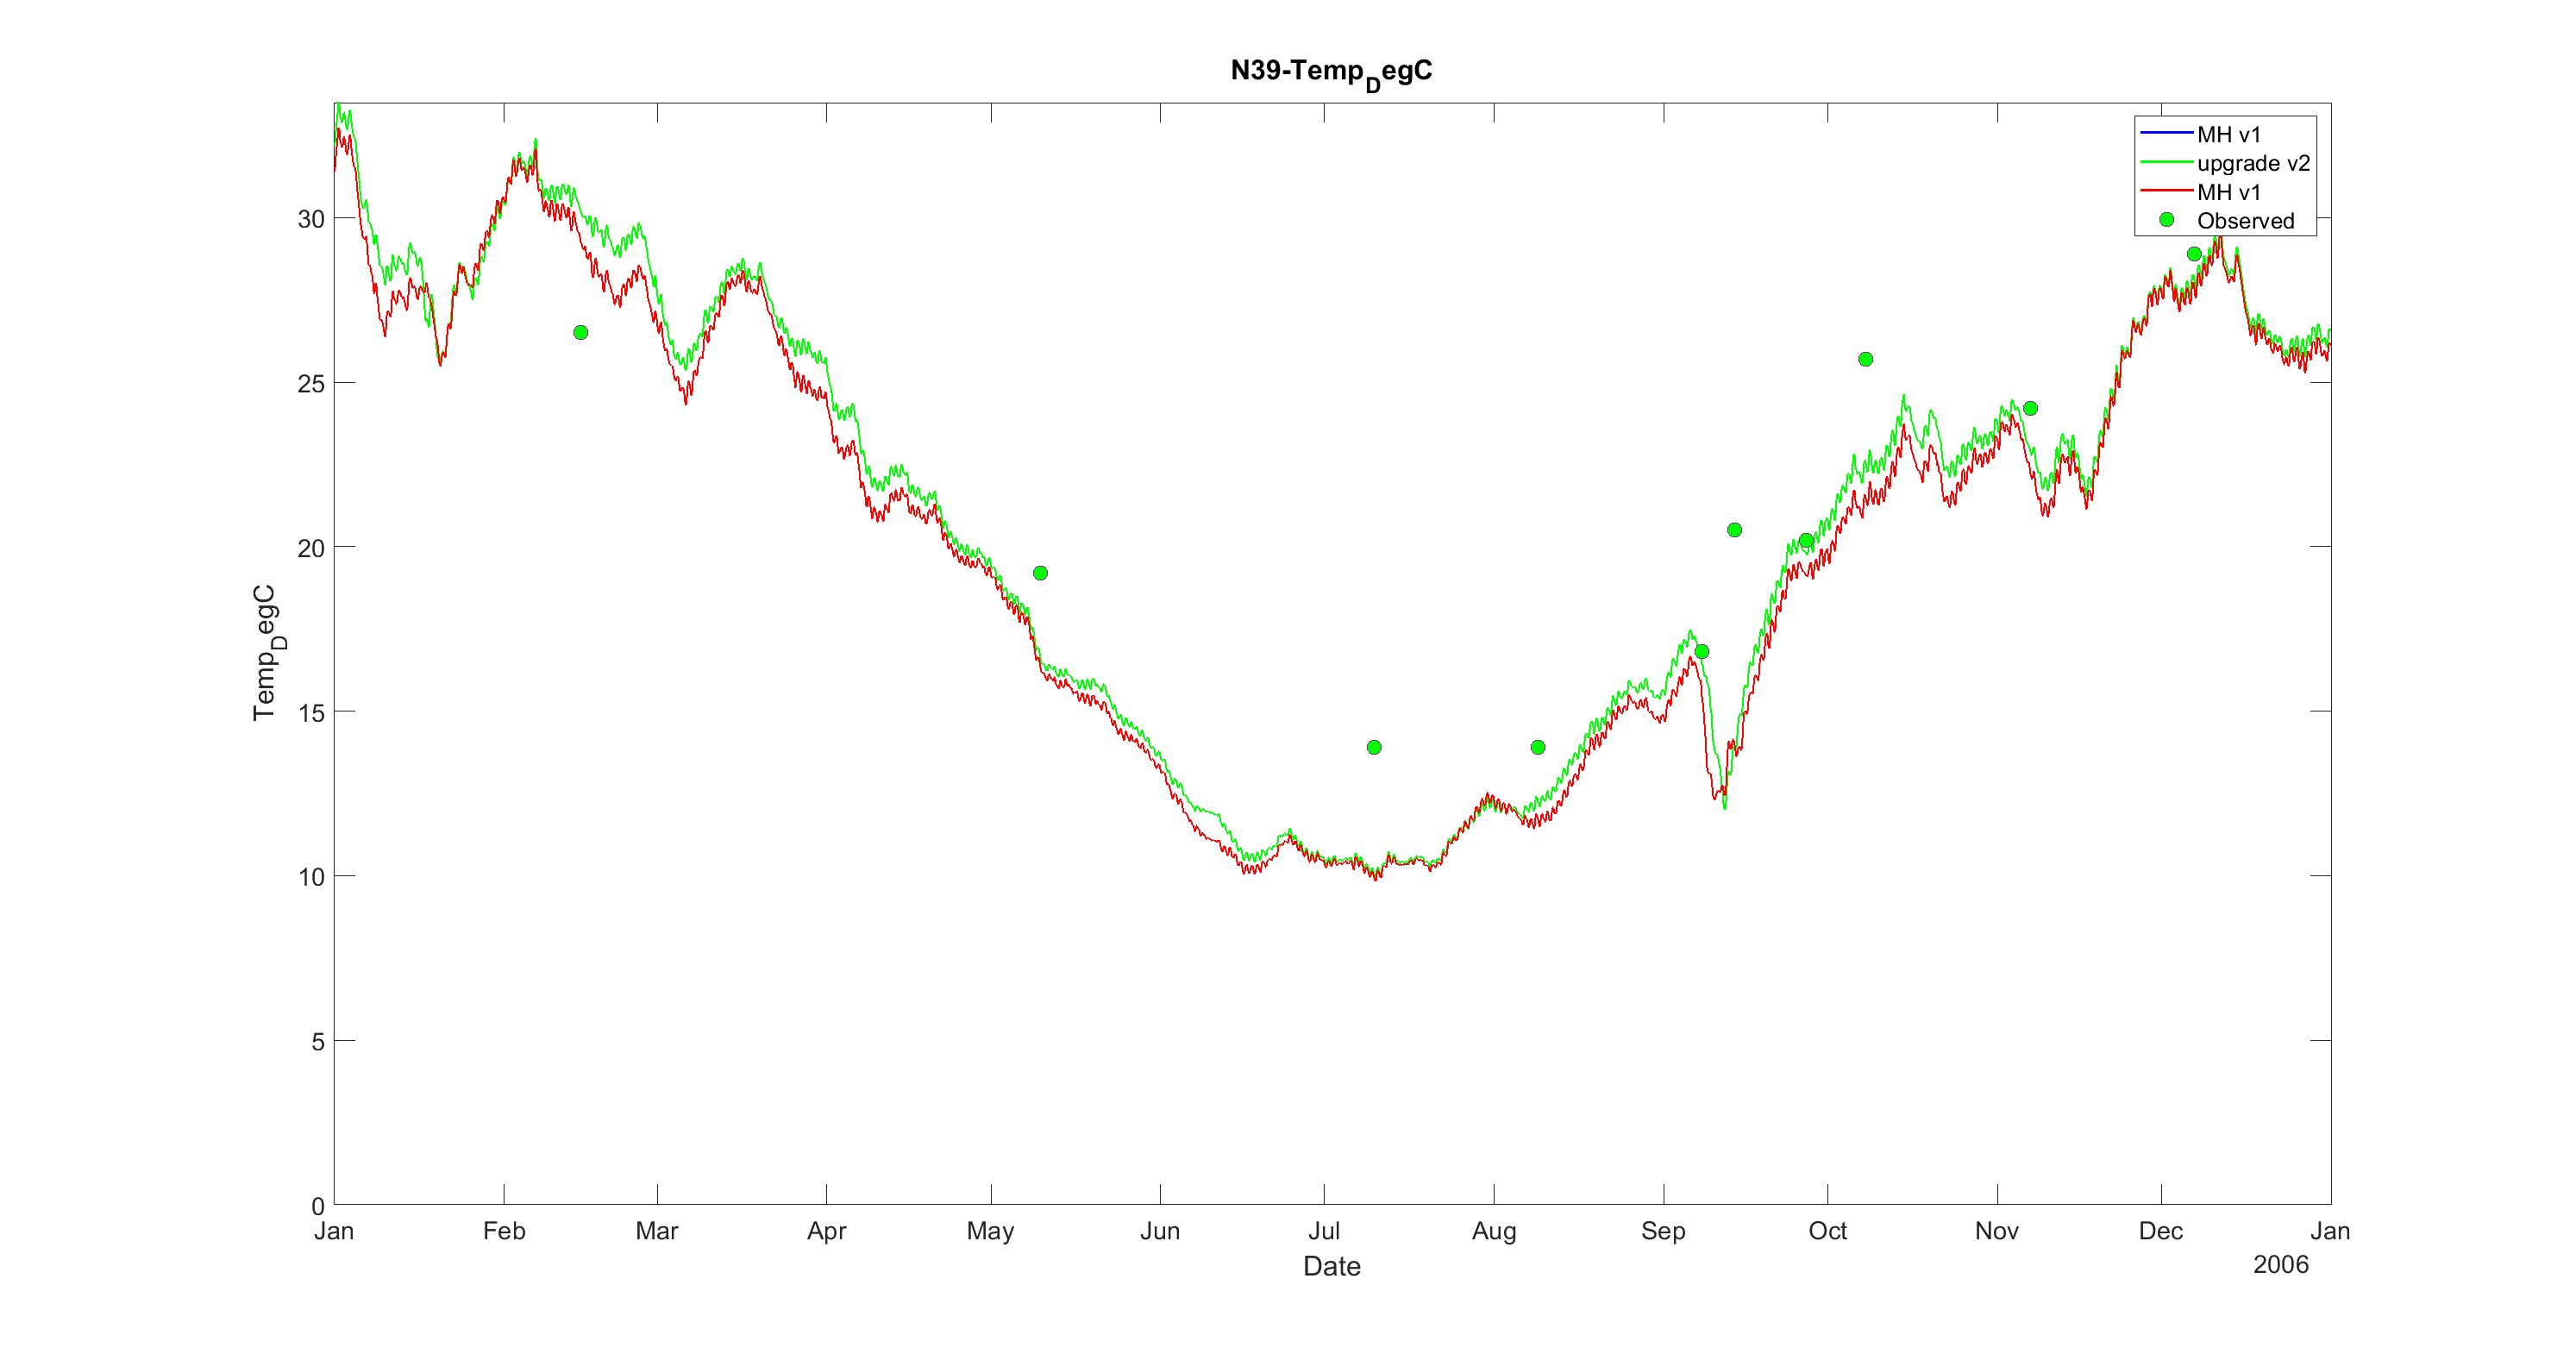 N39-Temp_DegC
MH v1
upgrade v2
MH v1
Observed
30
25
20
15
10
5
0
Temp_DegC
Jan Feb Mar Apr May Jun Jul Aug Sep Oct Nov Dec Jan
Date
2006